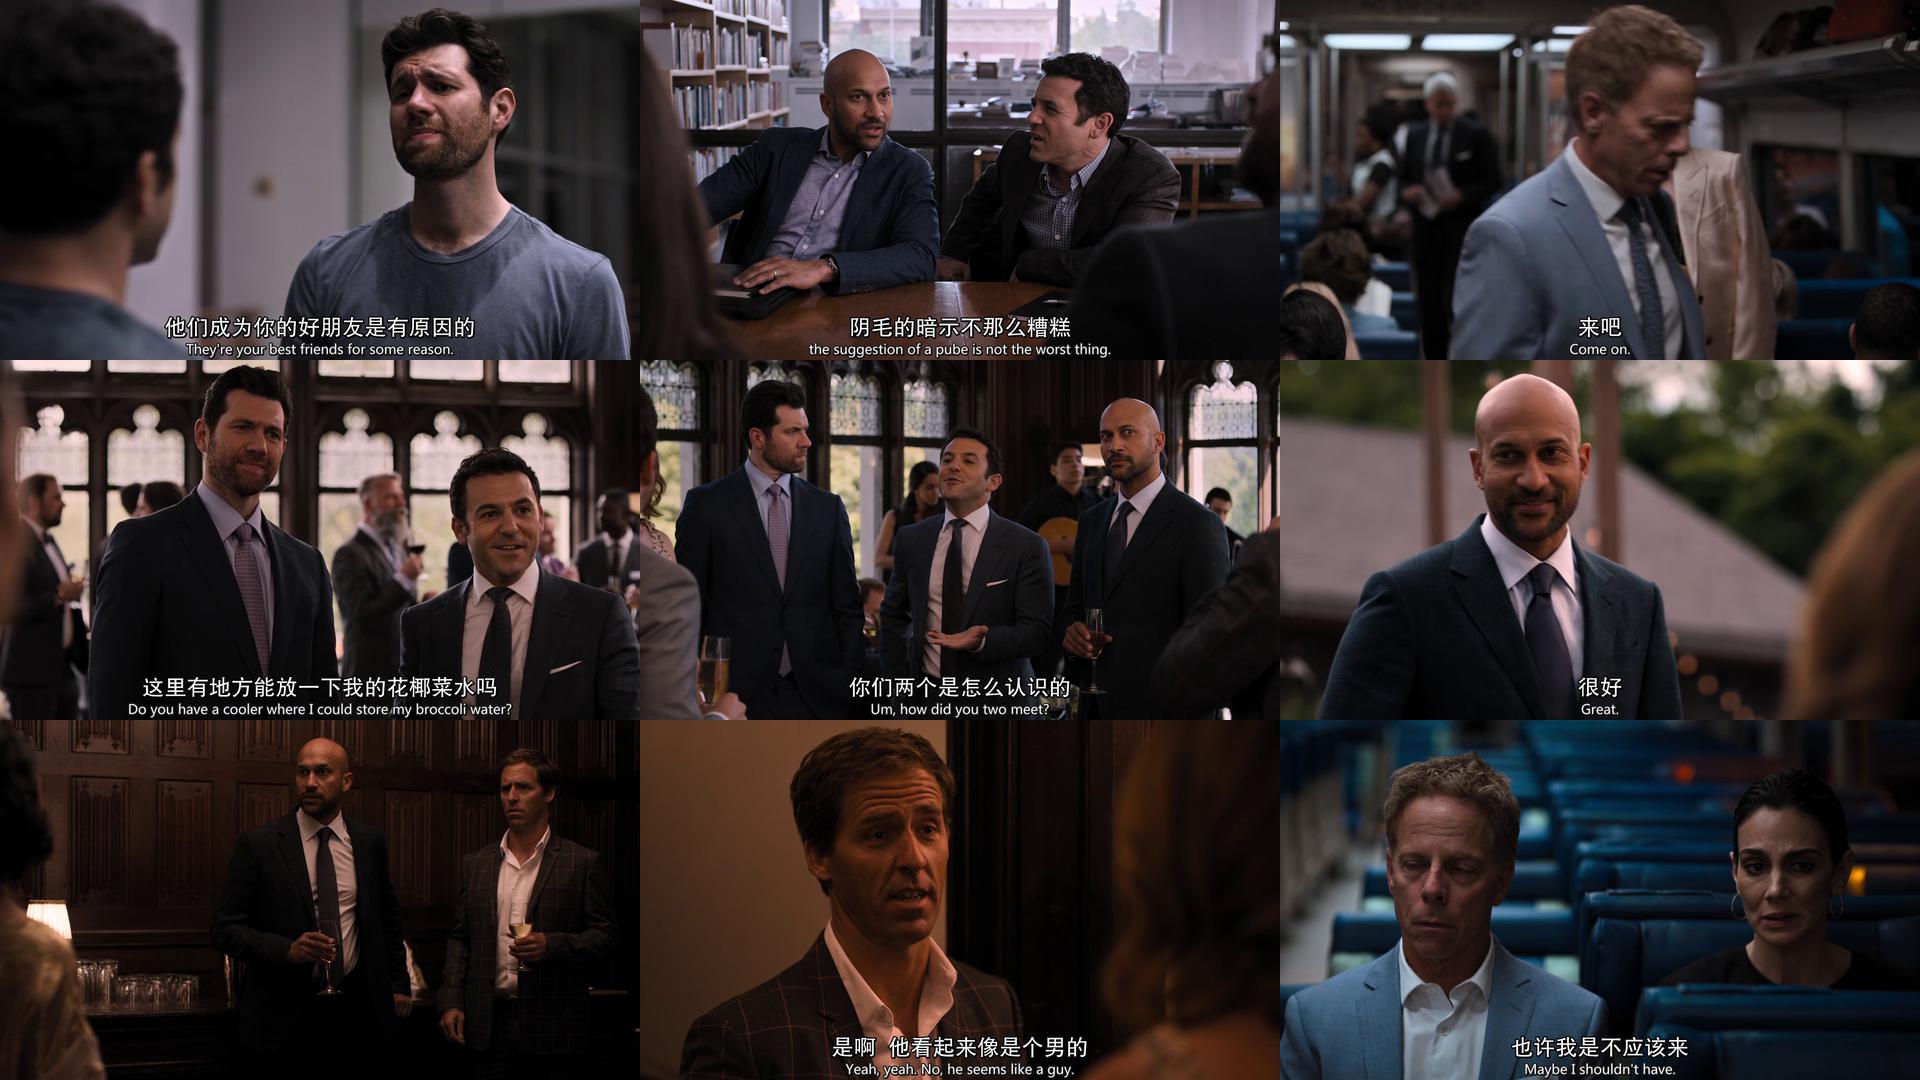 他们成为你的好朋友是有原因的
They're your best friends for some reason.
阴毛的暗示不那么糟糕
the suggestion of a pube is not the worst thing.
来吧
Come on.
这里有地方能放一下我的花椰菜水吗
Do you have a cooler where I could store my broccoli water?
你们两个是怎么认识的
Um, how did you two meet?
很好
Great.
是啊 他看起来像是个男的
Yeah, yeah. No, he seems like a guy.
也许我是不应该来
Maybe I shouldn't have.